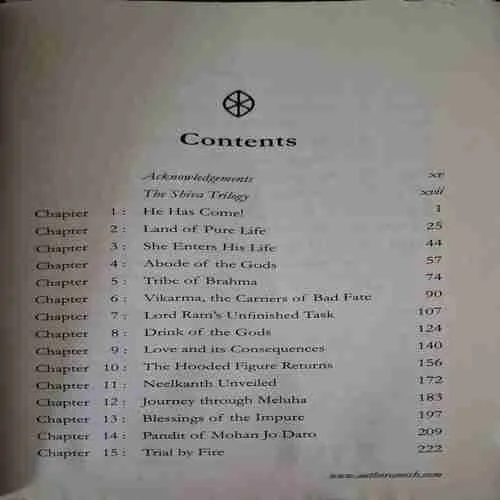 Contents
Acknowledgements xv
The Shiva Trilogy xvii
Chapter 1: He Has Come! 1
Chapter 2: Land of Pure Life 25
Chapter 3: She Enters His Life 44
Chapter 4: Abode of the Gods 57
Chapter 5: Tribe of Brahma 74
Chapter 6: Vikarma, the Carriers of Bad Fate 90
Chapter 7: Lord Ram's Unfinished Task 107
Chapter 8: Drink of the Gods 124
Chapter 9: Love and its Consequences 140
Chapter 10: The Hooded Figure Returns 156
Chapter 11: Neelkanth Unveiled 172
Chapter 12: Journey through Meluha 183
Chapter 13: Blessings of the Impure 197
Chapter 14: Pandit of Mohan Jo Daro 209
Chapter 15: Trial by Fire 222
www.authoramish.com